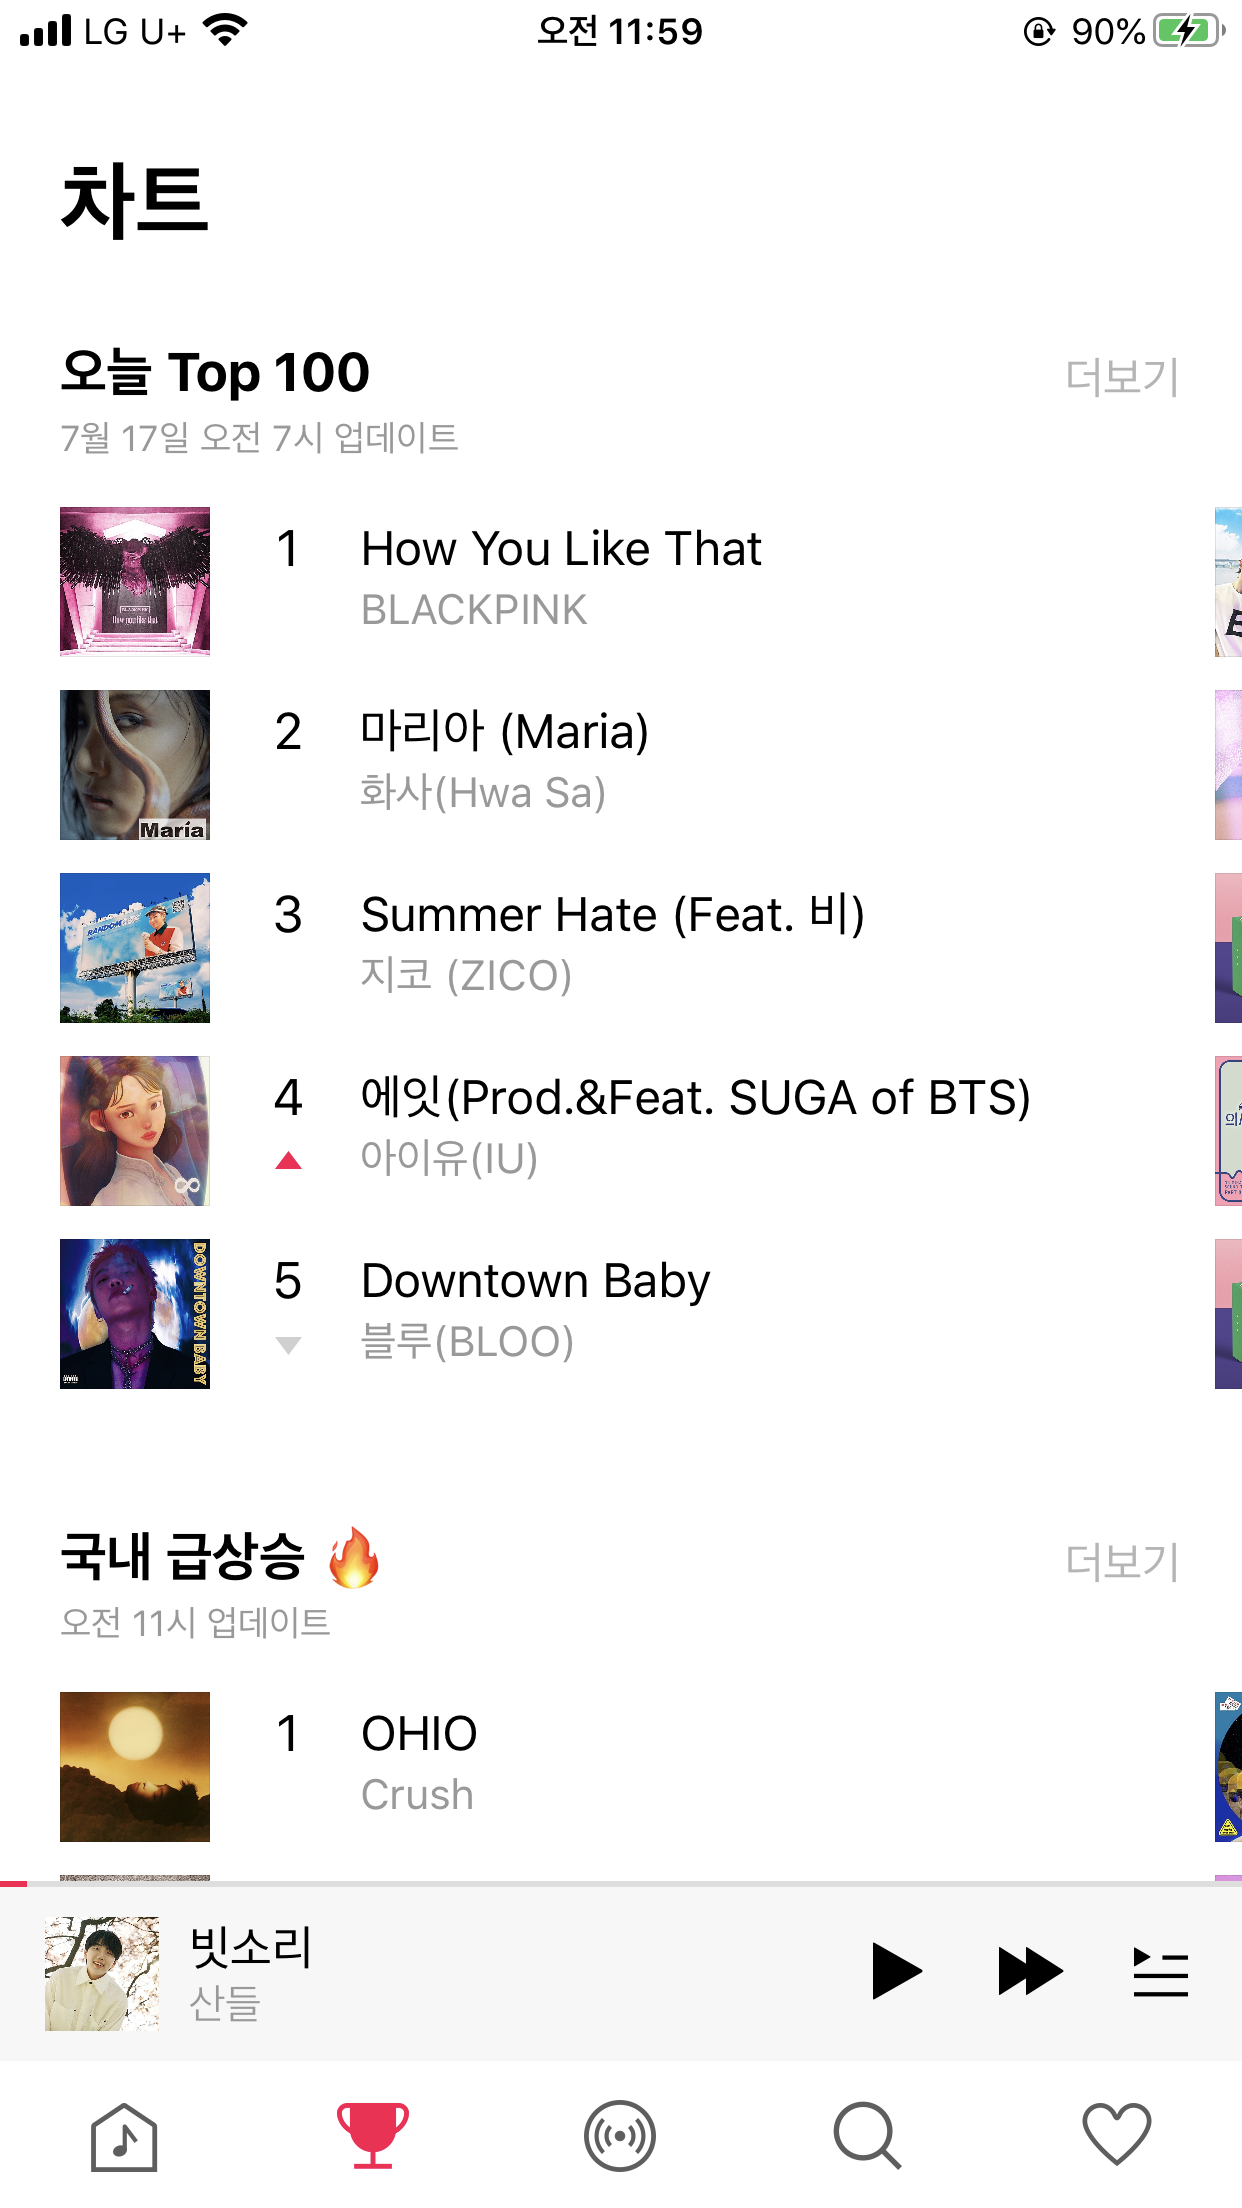 LG U+ 오전 11:59 90%
차트
오늘 Top 100 더보기
7월 17일 오전 7시 업데이트
1 How You Like That
BLACKPINK
2 마리아 (Maria)
화사(Hwa Sa)
María
3 Summer Hate (Feat. 비)
지코 (ZICO)
RANDOM
4 에잇(Prod.&Feat. SUGA of BTS)
아이유(IU)
5 Downtown Baby
블루(BLOO)
DOWNTOWN BABY
국내 급상승 더보기
오전 11시 업데이트
1 OHIO
Crush
빗소리
산들